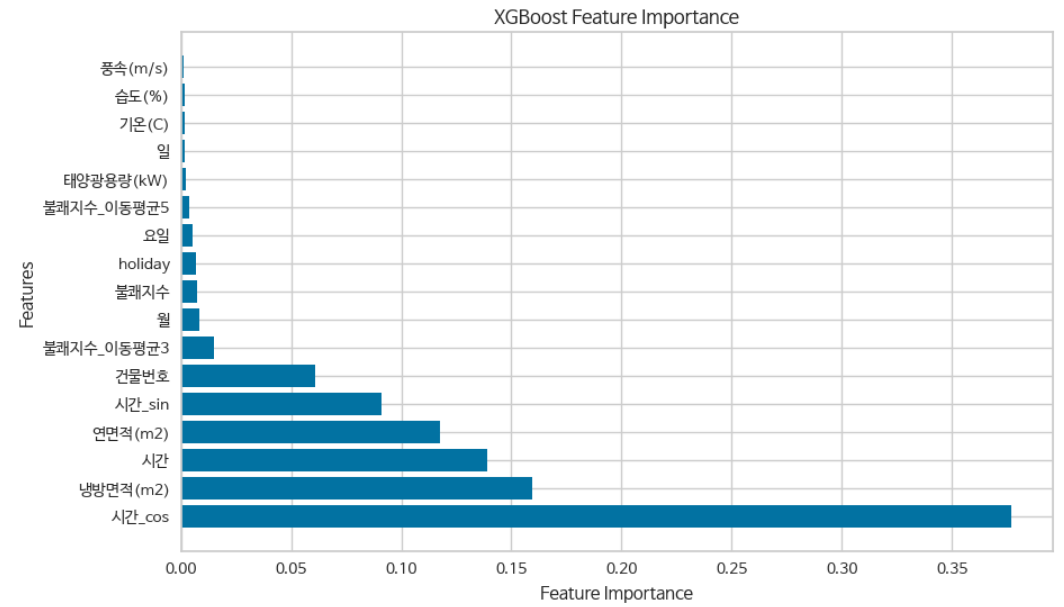 XGBoost Feature Importance
풍속(m/s)
습도(%)
기온(C)
일
태양광용량(kW)
불쾌지수_이동평균5
요일
holiday
불쾌지수
월
불쾌지수_이동평균3
건물번호
시간_sin
연면적(m2)
시간
냉방면적(m2)
시간_cos
Features
0.00 0.05 0.10 0.15 0.20 0.25 0.30 0.35
Feature Importance